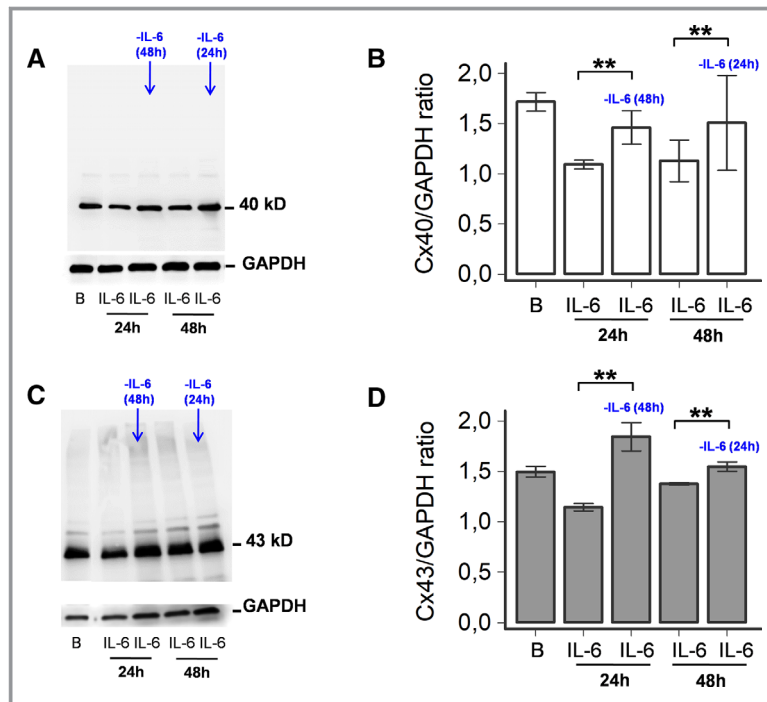 A
-IL-6
(48h)
-IL-6
(24h)
40 kD
GAPDH
B IL-6 IL-6 IL-6 IL-6
24h 48h
B
Cx40/GAPDH ratio
2,0
1,5
1,0
0,5
0,0
** **
-IL-6 (48h)
-IL-6 (24h)
B IL-6 IL-6 IL-6 IL-6
24h 48h
C
-IL-6
(48h)
-IL-6
(24h)
43 kD
GAPDH
B IL-6 IL-6 IL-6 IL-6
24h 48h
D
Cx43/GAPDH ratio
2,0
1,5
1,0
0,5
0,0
** **
-IL-6 (48h)
-IL-6 (24h)
B IL-6 IL-6 IL-6 IL-6
24h 48h